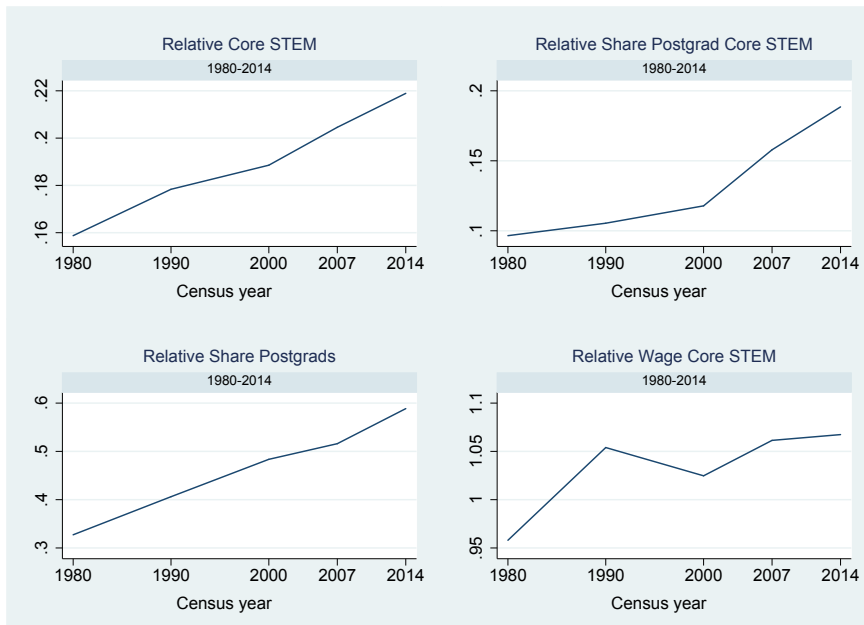 Relative Core STEM
1980-2014
.22
.2
.18
.16
1980 1990 2000 2007 2014
Census year
Relative Share Postgrad Core STEM
1980-2014
.2
.15
.1
1980 1990 2000 2007 2014
Census year
Relative Share Postgrads
1980-2014
.6
.5
.4
.3
1980 1990 2000 2007 2014
Census year
Relative Wage Core STEM
1980-2014
1.1
1.05
1
.95
1980 1990 2000 2007 2014
Census year